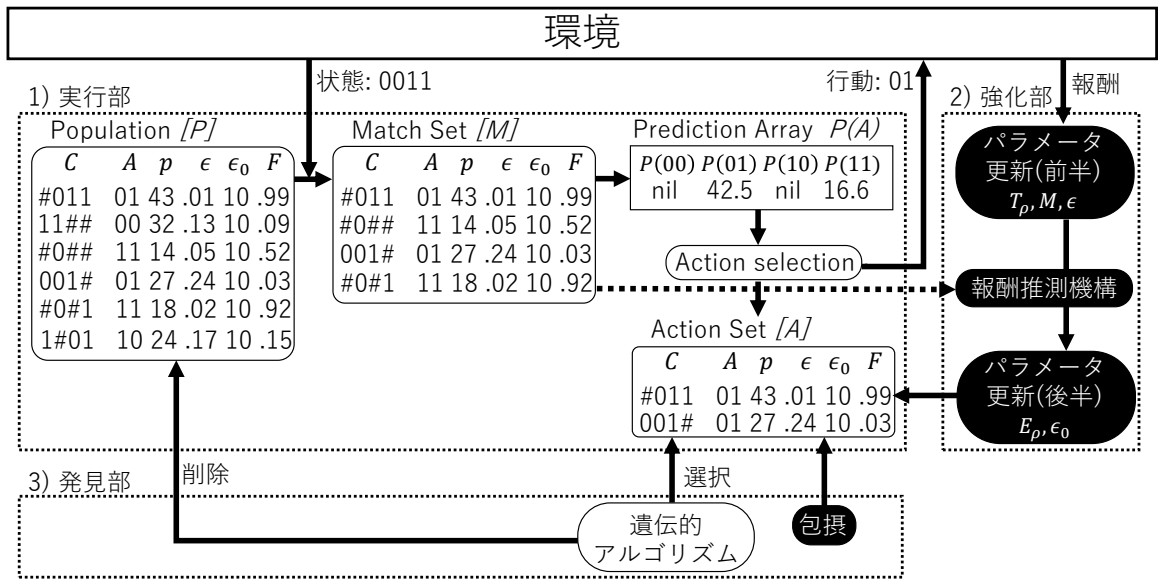 環境
状態: 0011
行動: 01
報酬
1) 実行部
2) 強化部
Population [P]
C A p ϵ ϵ₀ F
#011 01 43 .01 10 .99
11## 00 32 .13 10 .09
#0## 11 14 .05 10 .52
001# 01 27 .24 10 .03
#0#1 11 18 .02 10 .92
1#01 10 24 .17 10 .15
Match Set [M]
C A p ϵ ϵ₀ F
#011 01 43 .01 10 .99
#0## 11 14 .05 10 .52
001# 01 27 .24 10 .03
#0#1 11 18 .02 10 .92
Prediction Array P(A)
P(00) P(01) P(10) P(11)
nil 42.5 nil 16.6
Action selection
Action Set [A]
C A p ϵ ϵ₀ F
#011 01 43 .01 10 .99
001# 01 27 .24 10 .03
パラメータ
更新(前半)
Tρ, M, ϵ
報酬推測機構
パラメータ
更新(後半)
Eρ, ϵ₀
3) 発見部
削除
選択
遺伝的
アルゴリズム
包摂